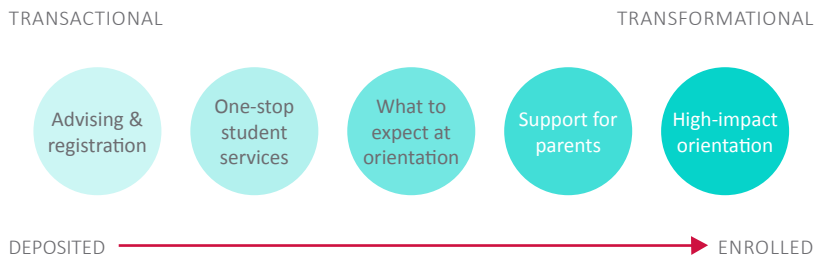 TRANSACTIONAL
TRANSFORMATIONAL
Advising &
registration
One-stop
student
services
What to
expect at
orientation
Support for
parents
High-impact
orientation
DEPOSITED
ENROLLED